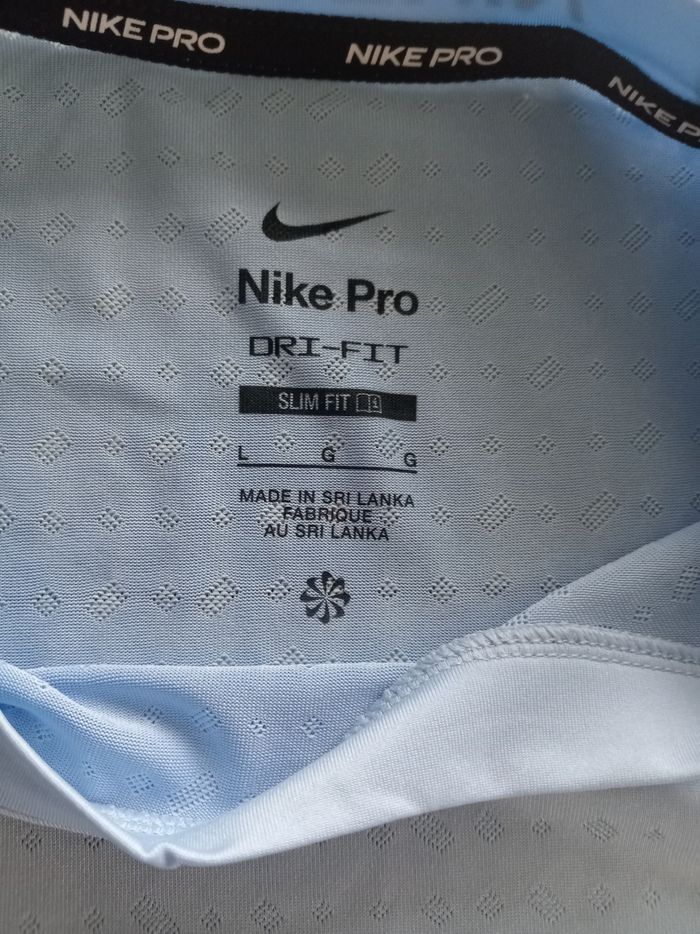 NIKE PRO NIKE PRO NIKE P
Nike Pro
DRI-FIT
SLIM FIT
L G G
MADE IN SRI LANKA
FABRIQUE
AU SRI LANKA